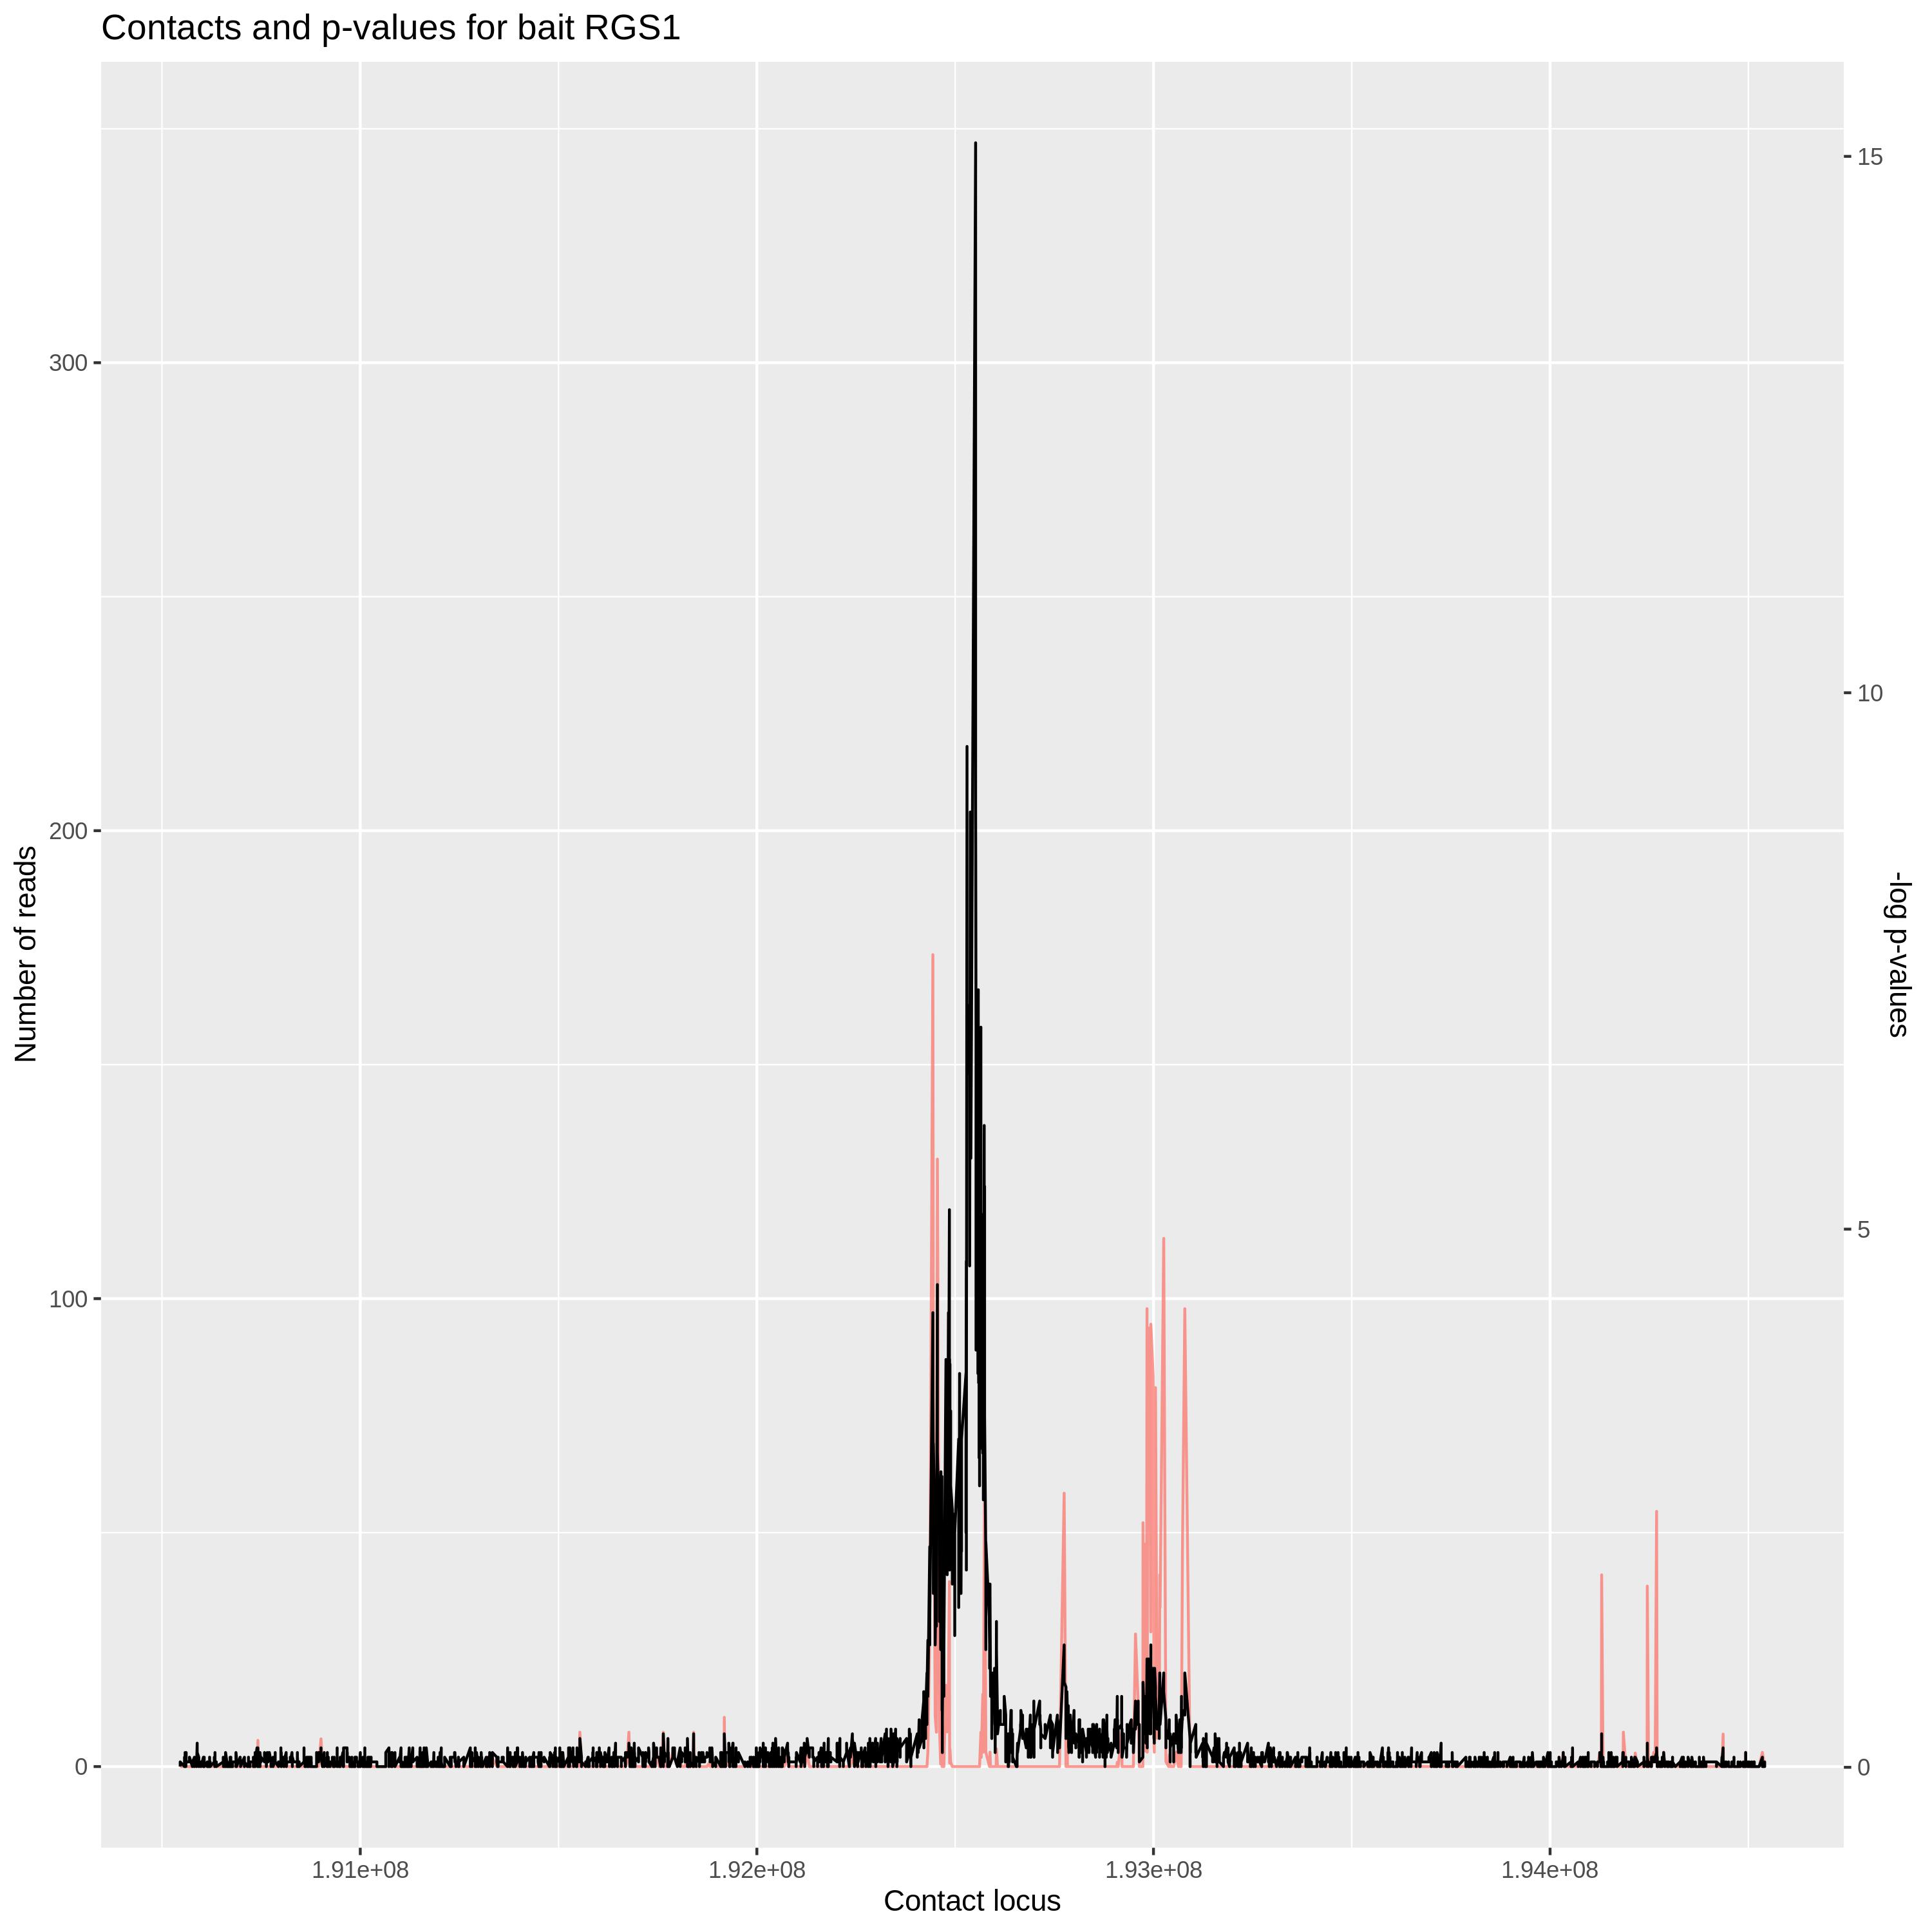 Contacts and p-values for bait RGS1
Number of reads
300
200
100
0
15
10
5
0
-log p-values
1.91e+08
1.92e+08
1.93e+08
1.94e+08
Contact locus